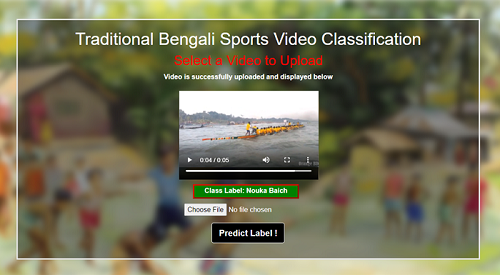 Traditional Bengali Sports Video Classification
Select a Video to Upload
Video is successfully uploaded and displayed below
0:04 / 0:05
Class Label: Nouka Baich
Choose File No file chosen
Predict Label !